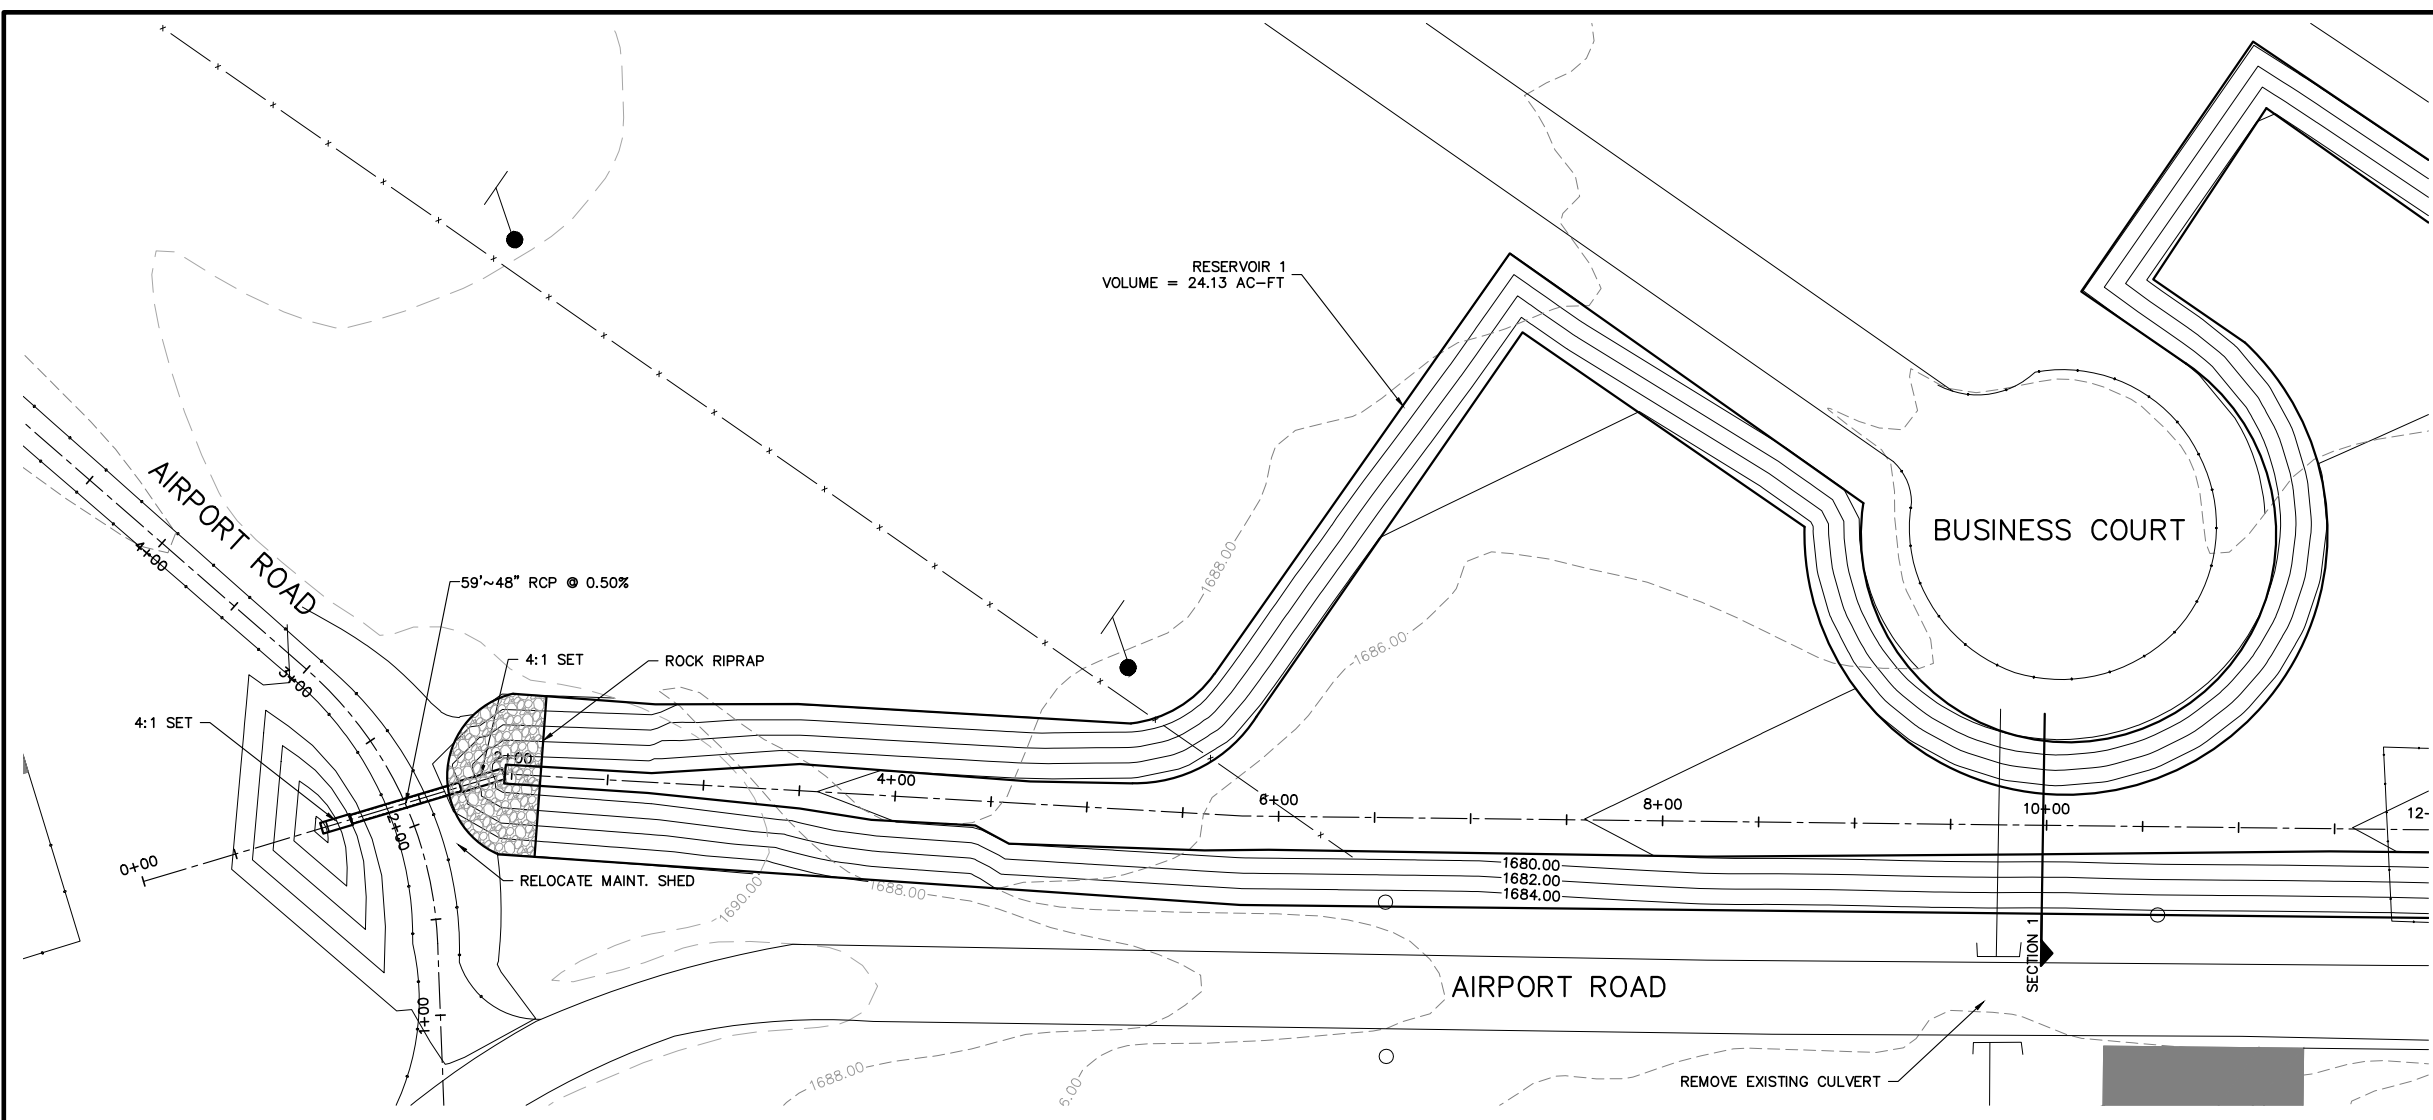 RESERVOIR 1
VOLUME = 24.13 AC-FT
AIRPORT ROAD
BUSINESS COURT
4+00
59'~48" RCP @ 0.50%
1688.00
1686.00
4:1 SET
ROCK RIPRAP
3+00
4:1 SET
2+00
4+00
6+00
8+00
10+00
12-
2+00
0+00
RELOCATE MAINT. SHED
1680.00
1682.00
1684.00
1690.00
1688.00
SECTION 1
AIRPORT ROAD
1+00
1688.00
6.00
REMOVE EXISTING CULVERT